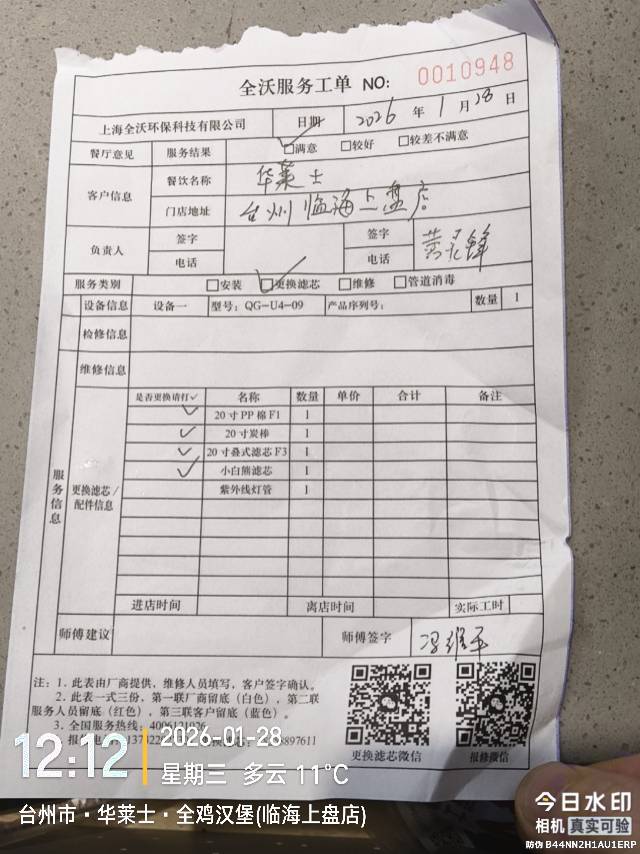 全沃服务工单 NO: 0010948
上海全沃环保科技有限公司 日期 2026 年 1 月 28 日
餐厅意见 服务结果 ☑满意 □较好 □较差不满意
客户信息 餐饮名称 华莱士
门店地址 台州临海上盘店
负责人 签字 签字
电话 电话
服务类别 □安装 ☑更换滤芯 □维修 □管道消毒
设备信息 设备一 型号: QG-U4-09 产品序列号: 数量 1
检修信息
维修信息
服务信息
更换滤芯/配件信息
是否更换请打✓ 名称 数量 单价 合计 备注
✓ 20寸PP棉F1 1
✓ 20寸炭棒 1
✓ 20寸叠式滤芯F3 1
✓ 小白熊滤芯 1
紫外线灯管 1
进店时间 离店时间 实际工时
师傅建议 师傅签字
注: 1. 此表由厂商提供, 维修人员填写, 客户签字确认。
2. 此表一式三份, 第一联厂商留底(白色), 第二联
服务人员留底(红色), 第三联客户留底(蓝色)。
3. 全国服务热线:
更换滤芯微信 报修微信
12:12 2026-01-28
星期三 多云 11°C
台州市·华莱士·全鸡汉堡(临海上盘店)
今日水印
相机 真实可验
防伪 B44NN2H1AU1ERP